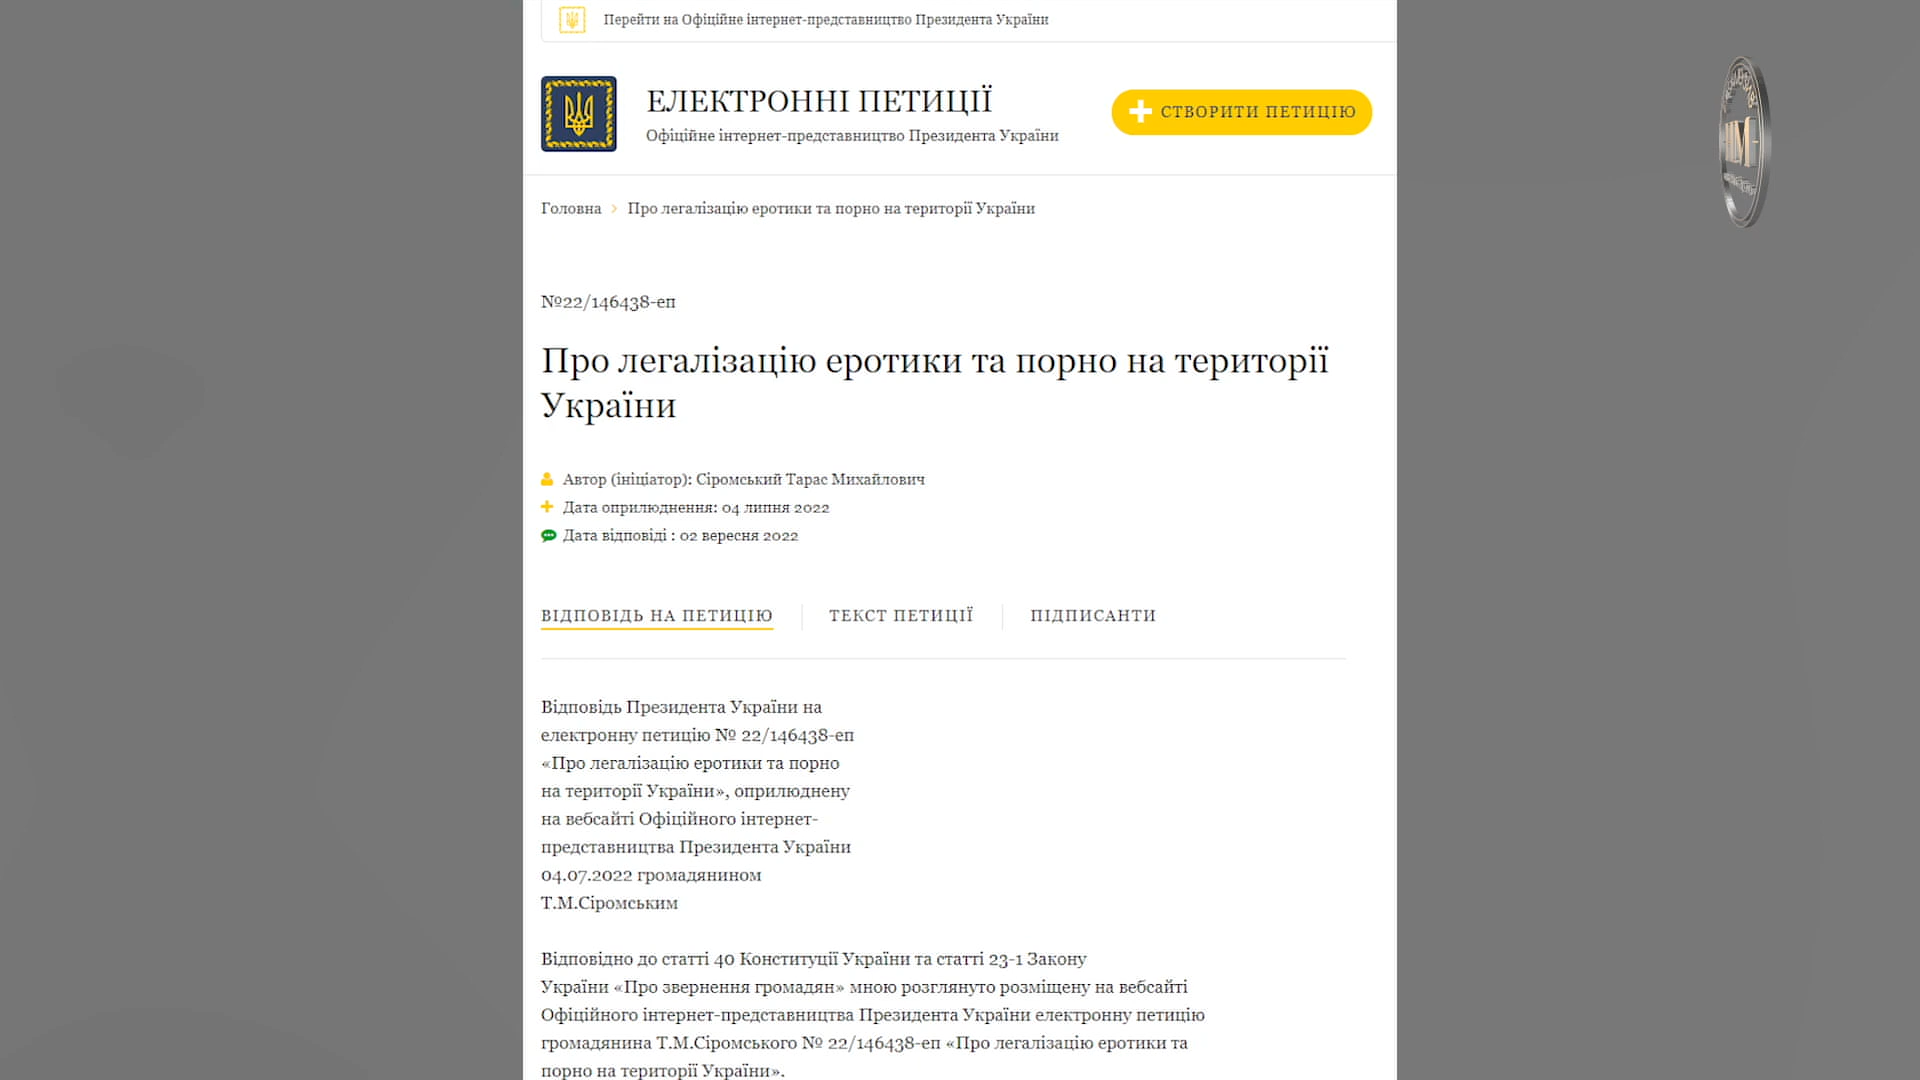 Перейти на Офіційне інтернет-представництво Президента України
ЕЛЕКТРОННІ ПЕТИЦІЇ
Офіційне інтернет-представництво Президента України
СТВОРИТИ ПЕТИЦІЮ
Головна > Про легалізацію еротики та порно на території України
№22/146438-еп
Про легалізацію еротики та порно на території
України
Автор (ініціатор): Сіромський Тарас Михайлович
Дата оприлюднення: 04 липня 2022
Дата відповіді : 02 вересня 2022
ВІДПОВІДЬ НА ПЕТИЦІЮ
ТЕКСТ ПЕТИЦІЇ
ПІДПИСАНТИ
Відповідь Президента України на
електронну петицію № 22/146438-еп
«Про легалізацію еротики та порно
на території України», оприлюднену
на вебсайті Офіційного інтернет-
представництва Президента України
04.07.2022 громадянином
Т.М.Сіромським
Відповідно до статті 40 Конституції України та статті 23-1 Закону
України «Про звернення громадян» мною розглянуто розміщену на вебсайті
Офіційного інтернет-представництва Президента України електронну петицію
громадянина Т.М.Сіромського № 22/146438-еп «Про легалізацію еротики та
порно на території України».